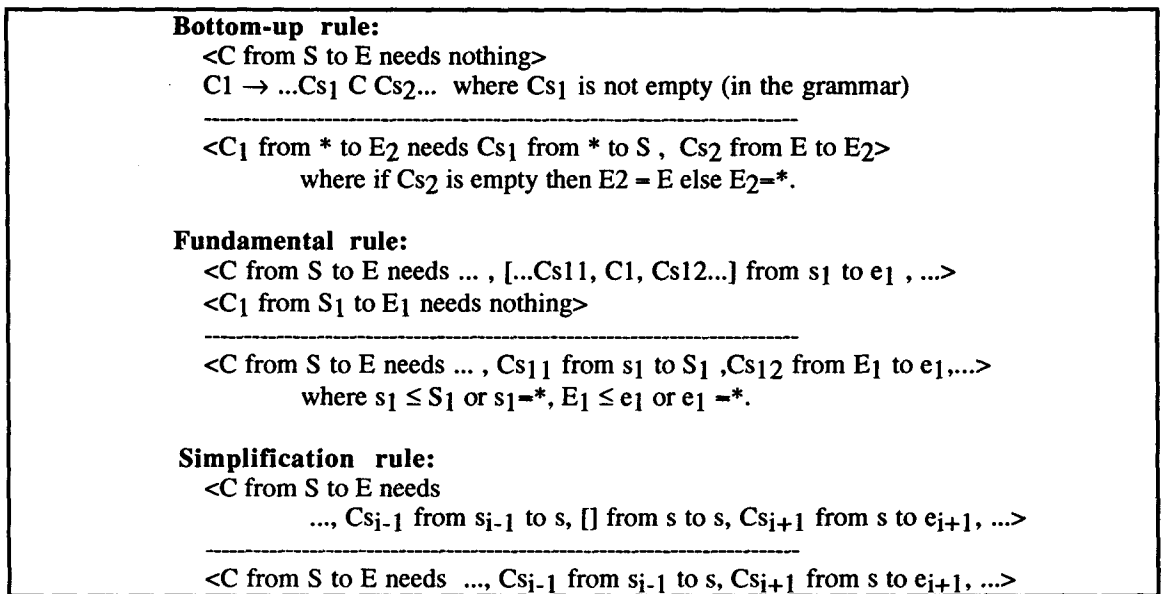 Bottom-up rule:
<C from S to E needs nothing>
C1 → ...Cs1 C Cs2... where Cs1 is not empty (in the grammar)
<C1 from * to E2 needs Cs1 from * to S , Cs2 from E to E2>
where if Cs2 is empty then E2 = E else E2=*.
Fundamental rule:
<C from S to E needs ... , [...Cs11, C1, Cs12...] from s1 to e1 , ...>
<C1 from S1 to E1 needs nothing>
<C from S to E needs ... , Cs11 from s1 to S1 ,Cs12 from E1 to e1,...>
where s1 ≤ S1 or s1=*, E1 ≤ e1 or e1 =*.
Simplification rule:
<C from S to E needs
..., Csi-1 from si-1 to s, [] from s to s, Csi+1 from s to ei+1, ...>
<C from S to E needs ..., Csi-1 from si-1 to s, Csi+1 from s to ei+1, ...>